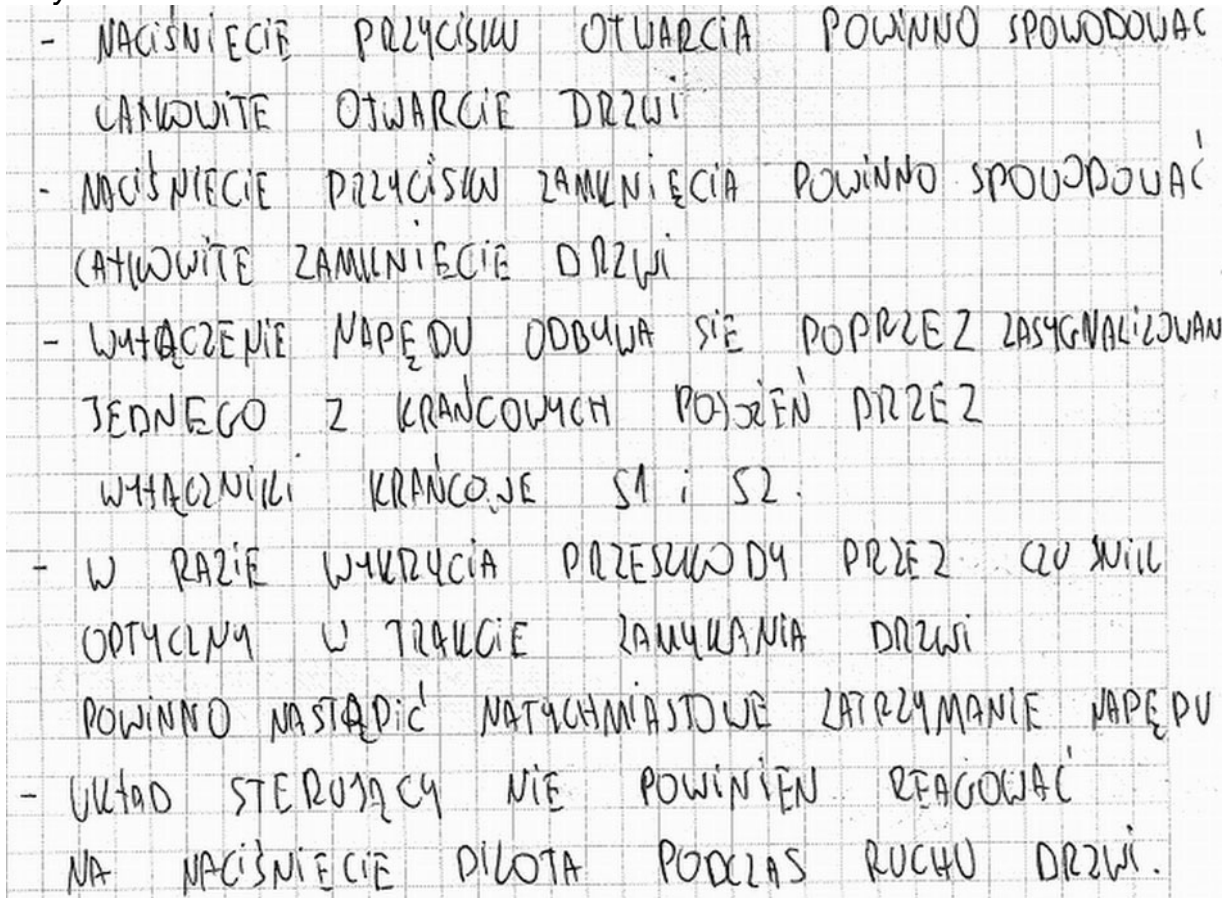 - NACIŚNIĘCIE PRZYCISKU OTWARCIA POWINNO SPOWODOWAĆ
CAŁKOWITE OTWARCIE DRZWI
- NACIŚNIĘCIE PRZYCISKU ZAMKNIĘCIA POWINNO SPOWODOWAĆ
CAŁKOWITE ZAMKNIĘCIE DRZWI
- WYŁĄCZENIE NAPĘDU ODBYWA SIĘ POPRZEZ ZASYGNALIZOWAN
JEDNEGO Z KRAŃCOWYCH POŁOŻEŃ PRZEZ
WYŁĄCZNIKI KRAŃCOWE S1 i S2.
- W RAZIE WYKRYCIA PRZESZKODY PRZEZ CZUJNIK
OPTYCZNY W TRAKCIE ZAMYKANIA DRZWI
POWINNO NASTĄPIĆ NATYCHMIASTOWE ZATRZYMANIE NAPĘDU
- UKŁAD STERUJĄCY NIE POWINIEN REAGOWAĆ
NA NACIŚNIĘCIE PILOTA PODCZAS RUCHU DRZWI.